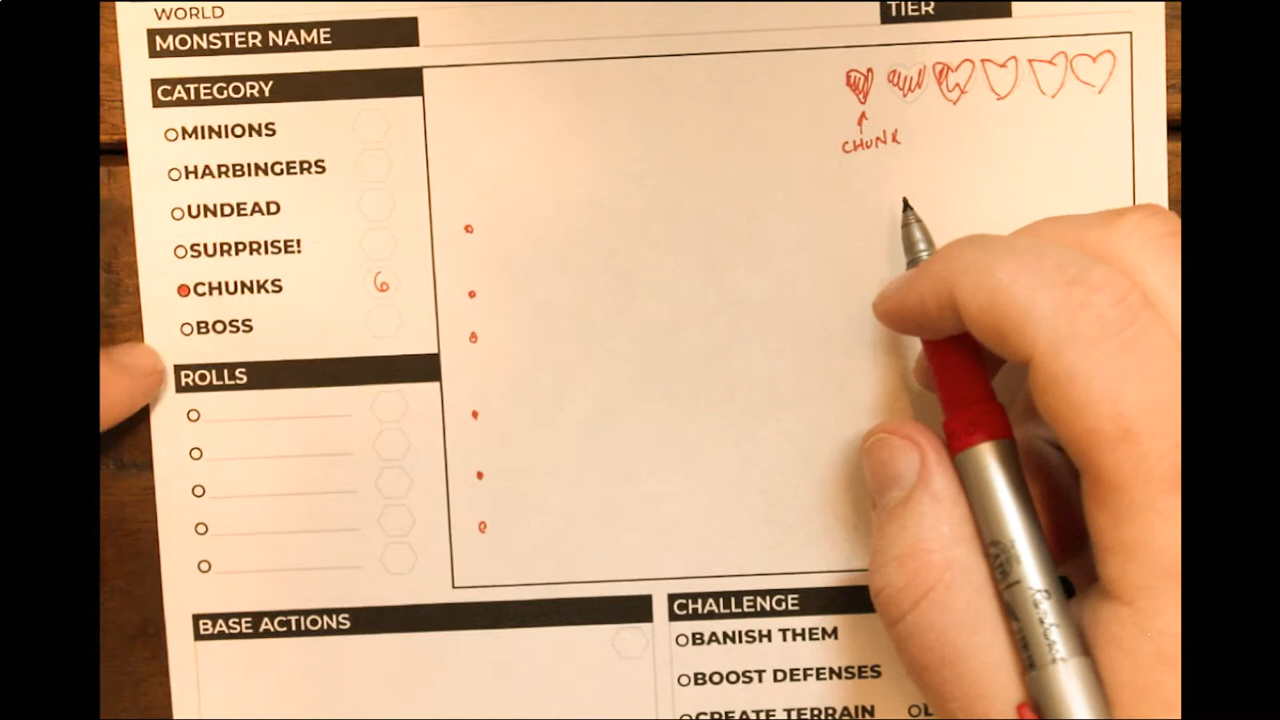 WORLD
TIER
MONSTER NAME
CATEGORY
MINIONS
HARBINGERS
UNDEAD
SURPRISE!
CHUNKS 6
BOSS
CHUNK
ROLLS
BASE ACTIONS
CHALLENGE
BANISH THEM
BOOST DEFENSES
CREATE TERRAIN